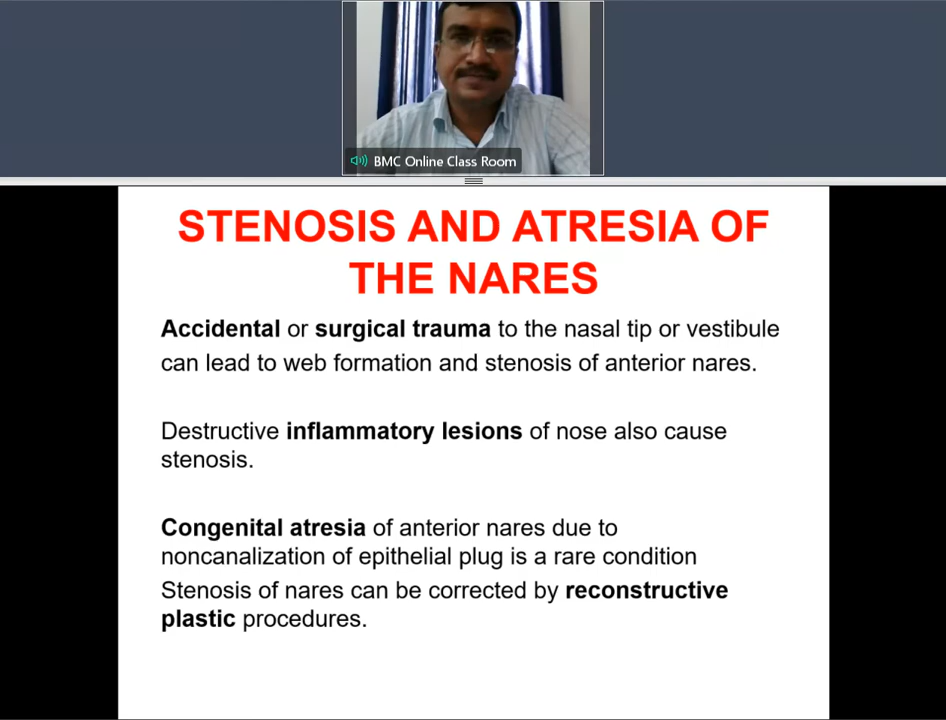 BMC Online Class Room
STENOSIS AND ATRESIA OF
THE NARES
Accidental or surgical trauma to the nasal tip or vestibule
can lead to web formation and stenosis of anterior nares.
Destructive inflammatory lesions of nose also cause
stenosis.
Congenital atresia of anterior nares due to
noncanalization of epithelial plug is a rare condition
Stenosis of nares can be corrected by reconstructive
plastic procedures.